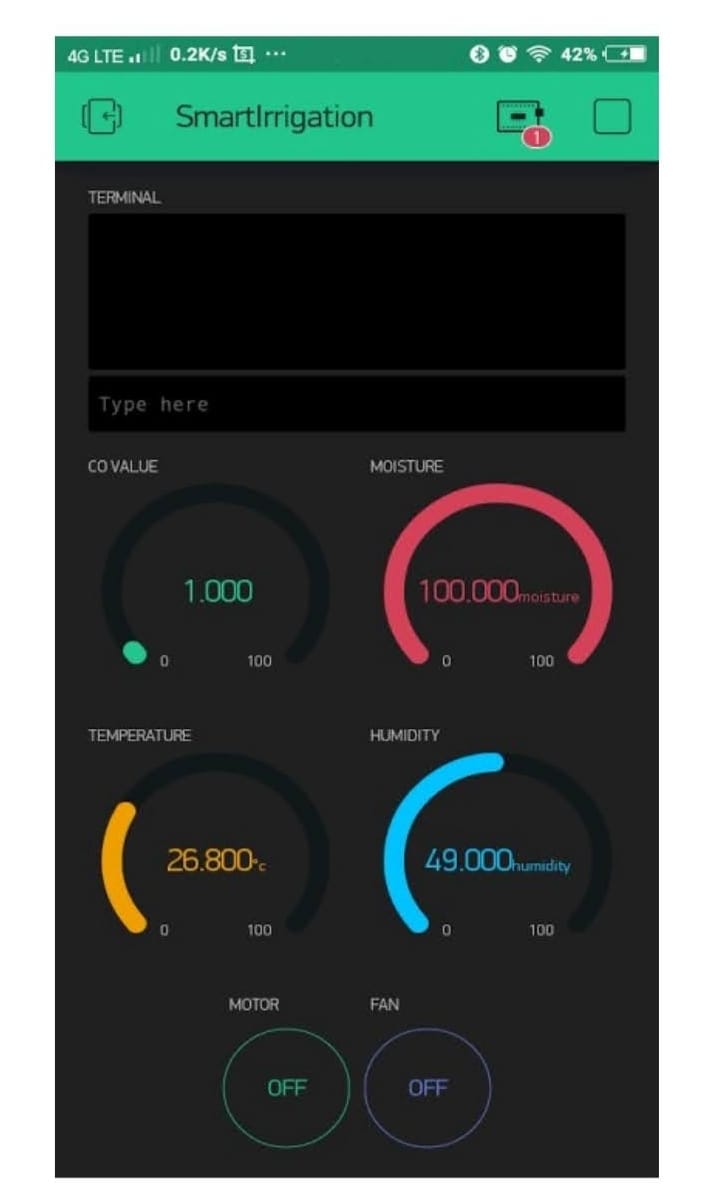 4G LTE 0.2K/s S ··· 42%
SmartIrrigation
1
TERMINAL
Type here
CO VALUE MOISTURE
1.000 100.000moisture
0 100 0 100
TEMPERATURE HUMIDITY
26.800°c 49.000humidity
0 100 0 100
MOTOR FAN
OFF OFF